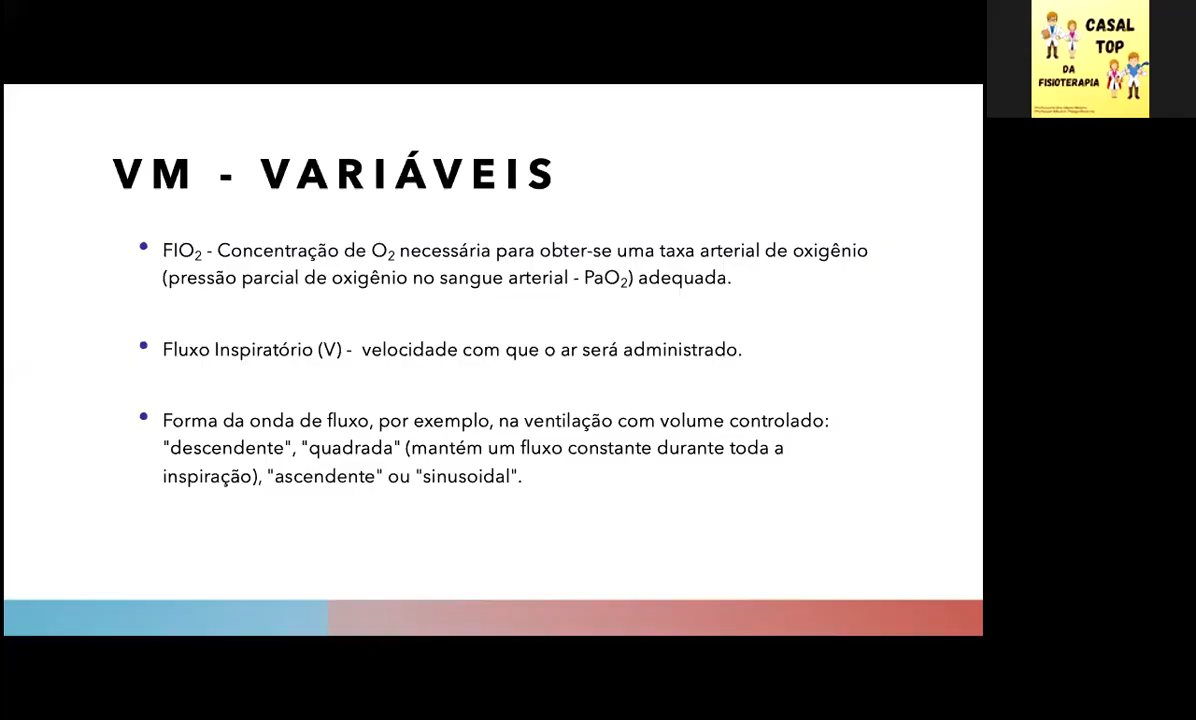 CASAL
TOP
DA
FISIOTERAPIA
VM - VARIÁVEIS
• FIO₂ - Concentração de O₂ necessária para obter-se uma taxa arterial de oxigênio
(pressão parcial de oxigênio no sangue arterial - PaO₂) adequada.
• Fluxo Inspiratório (V) - velocidade com que o ar será administrado.
• Forma da onda de fluxo, por exemplo, na ventilação com volume controlado:
"descendente", "quadrada" (mantém um fluxo constante durante toda a
inspiração), "ascendente" ou "sinusoidal".